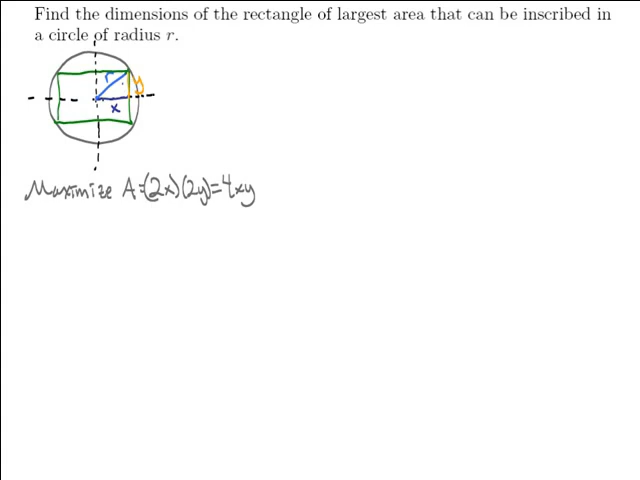 Find the dimensions of the rectangle of largest area that can be inscribed in
a circle of radius r.
r
y
x
Maximize A=(2x)(2y)=4xy